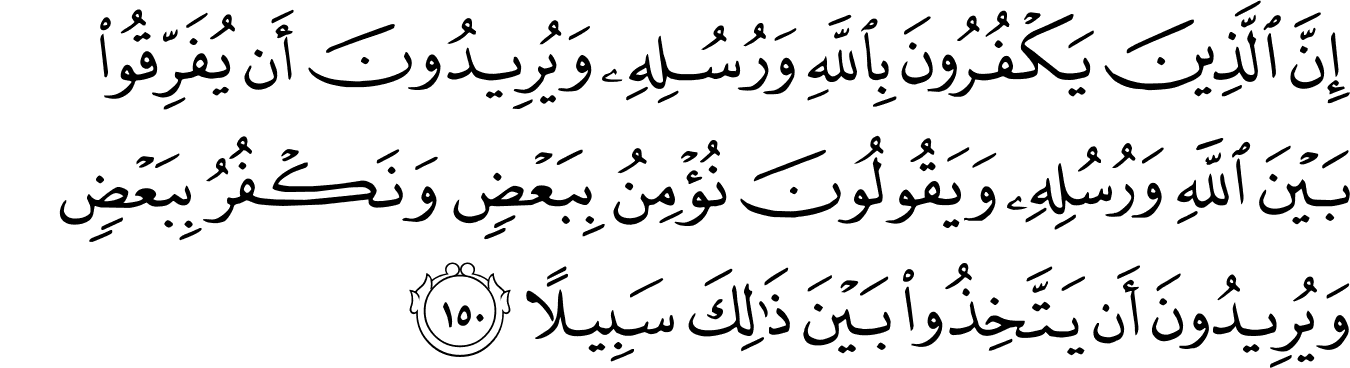 إِنَّ ٱلَّذِينَ يَكۡفُرُونَ بِٱللَّهِ وَرُسُلِهِۦ وَيُرِيدُونَ أَن يُفَرِّقُواْ
بَيۡنَ ٱللَّهِ وَرُسُلِهِۦ وَيَقُولُونَ نُؤۡمِنُ بِبَعۡضٖ وَنَكۡفُرُ بِبَعۡضٖ
وَيُرِيدُونَ أَن يَتَّخِذُواْ بَيۡنَ ذَٰلِكَ سَبِيلًا ١٥٠